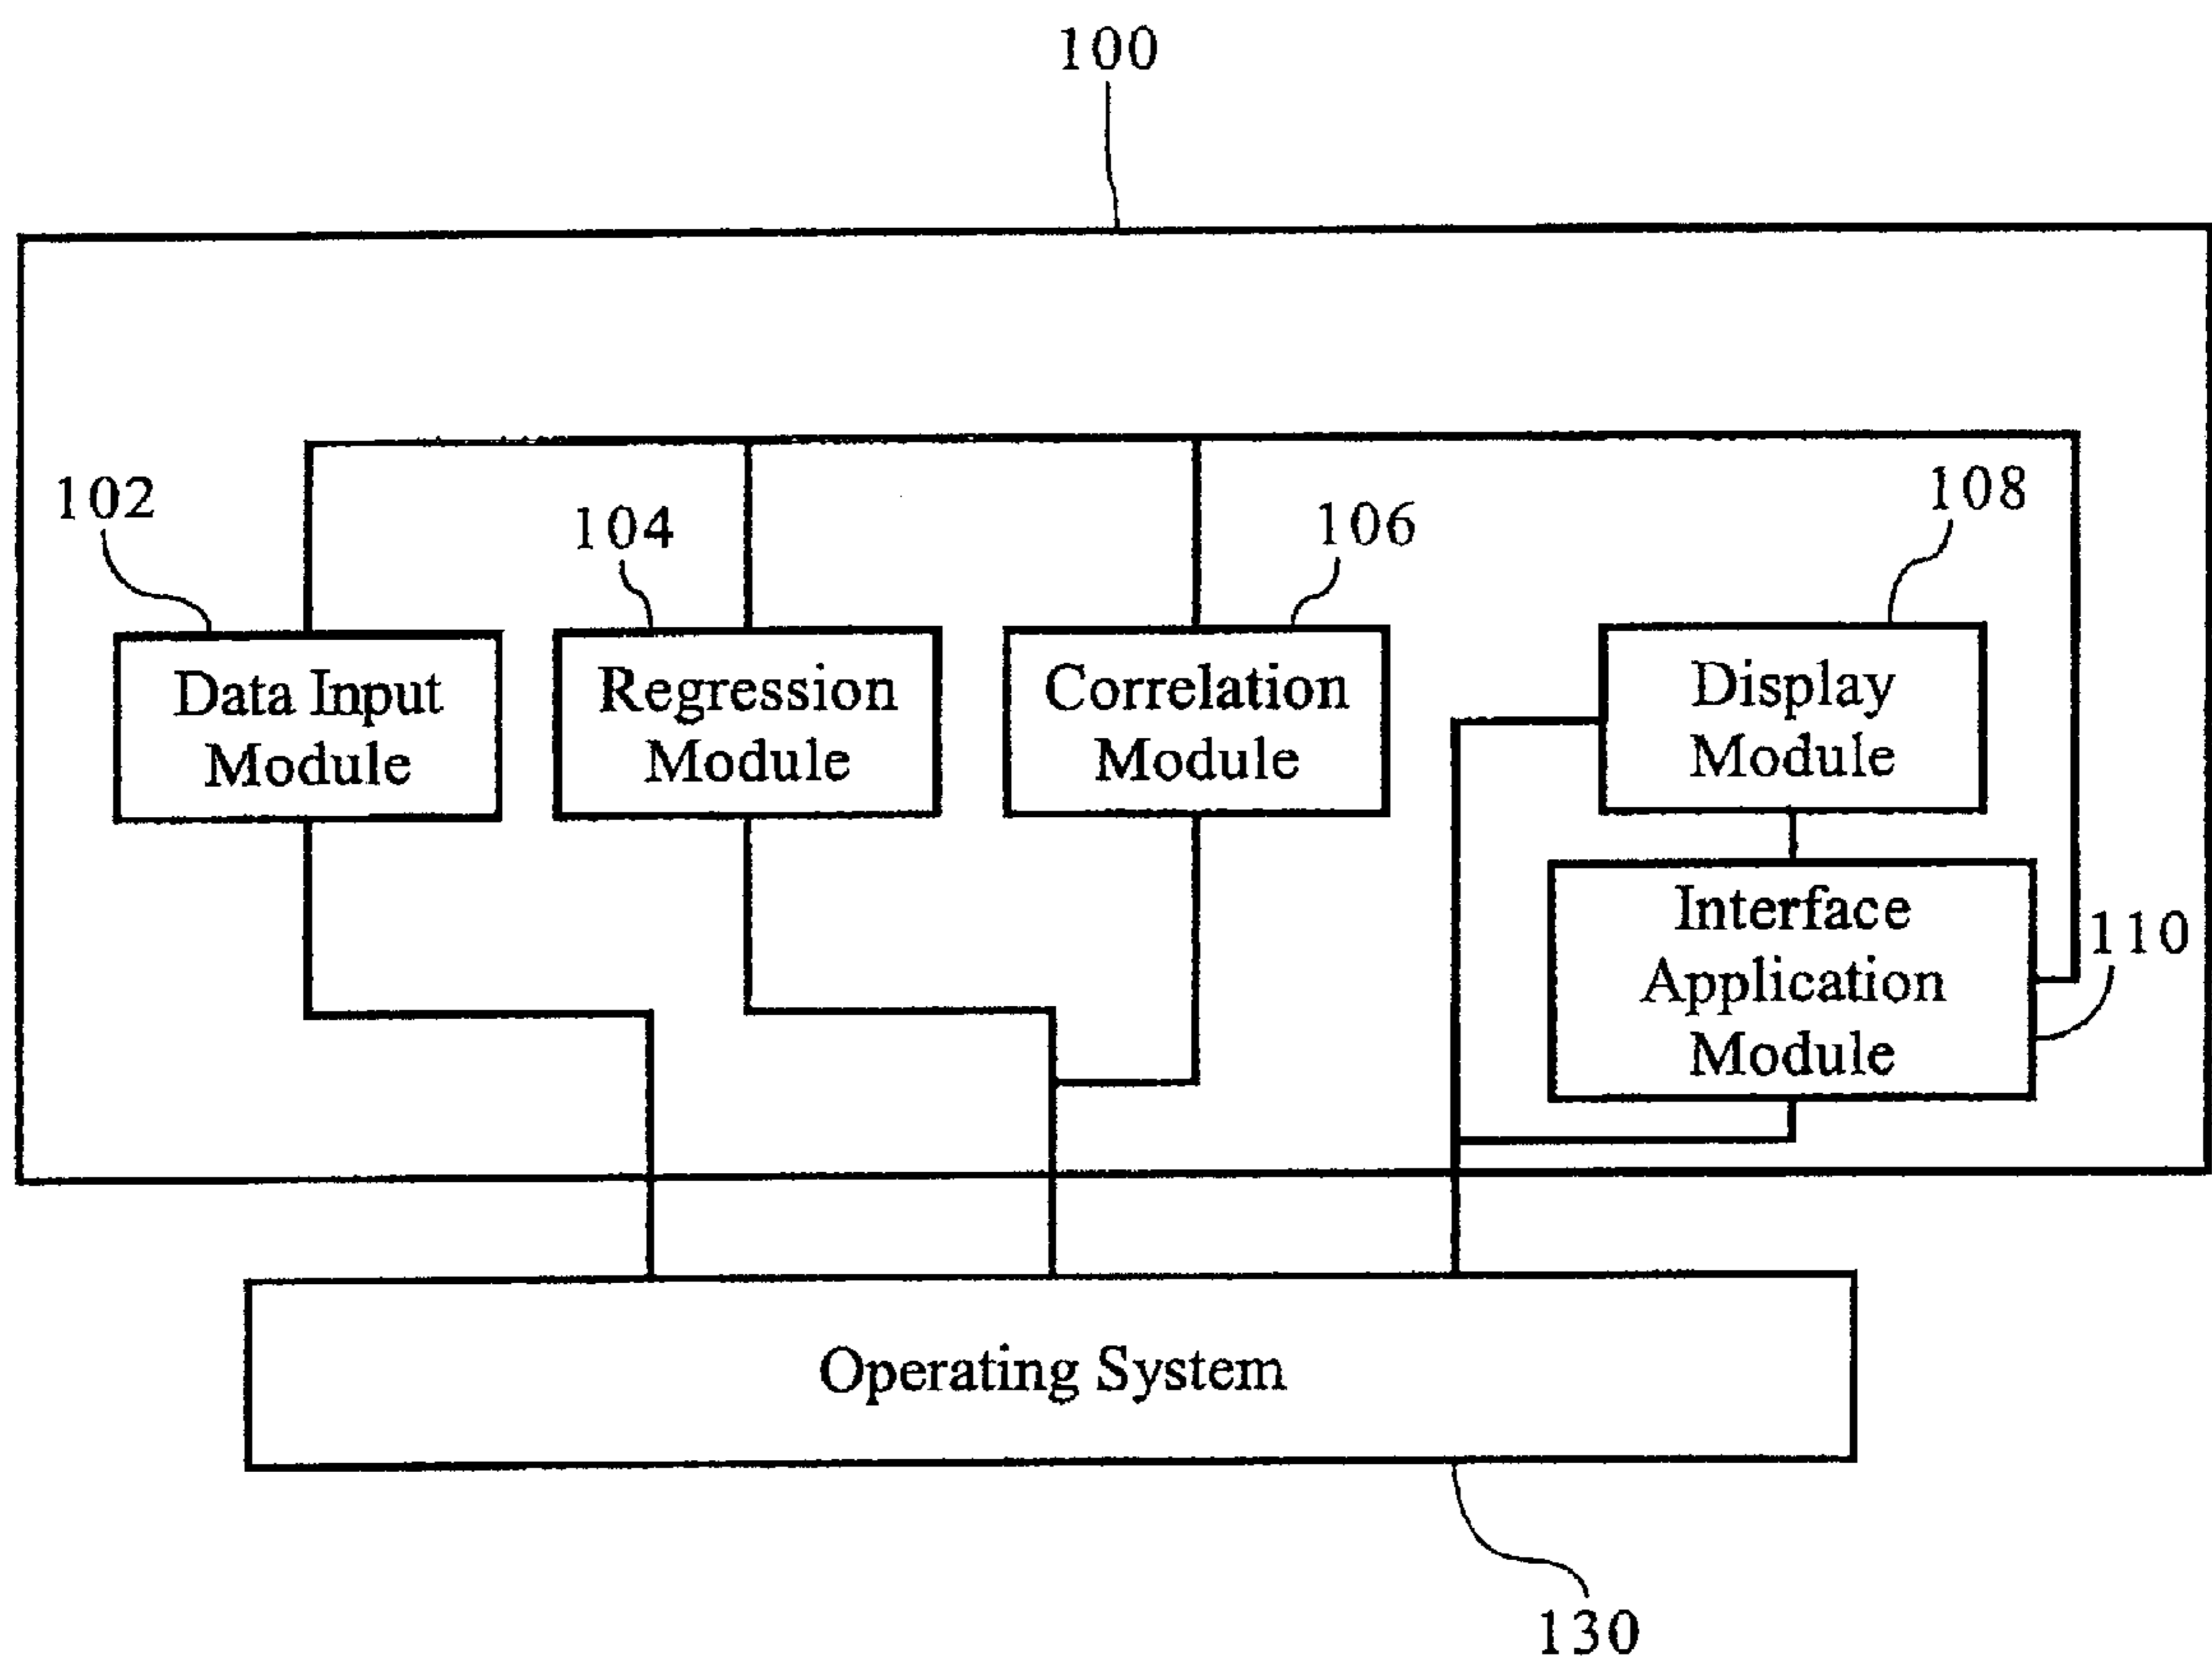 100
102
104
106
108
Data Input
Module
Regression
Module
Correlation
Module
Display
Module
Interface
Application
Module
110
Operating System
130